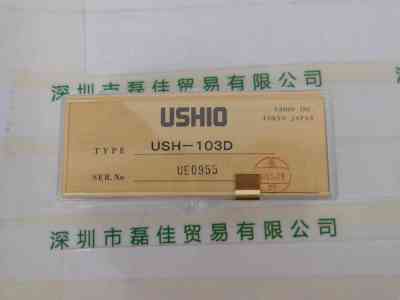 深圳市磊佳贸易有限公司
USHIO
USHIO INC.
TOKYO JAPAN
TYPE USH-103D
SER.No UE0955
深圳市磊佳贸易有限公司